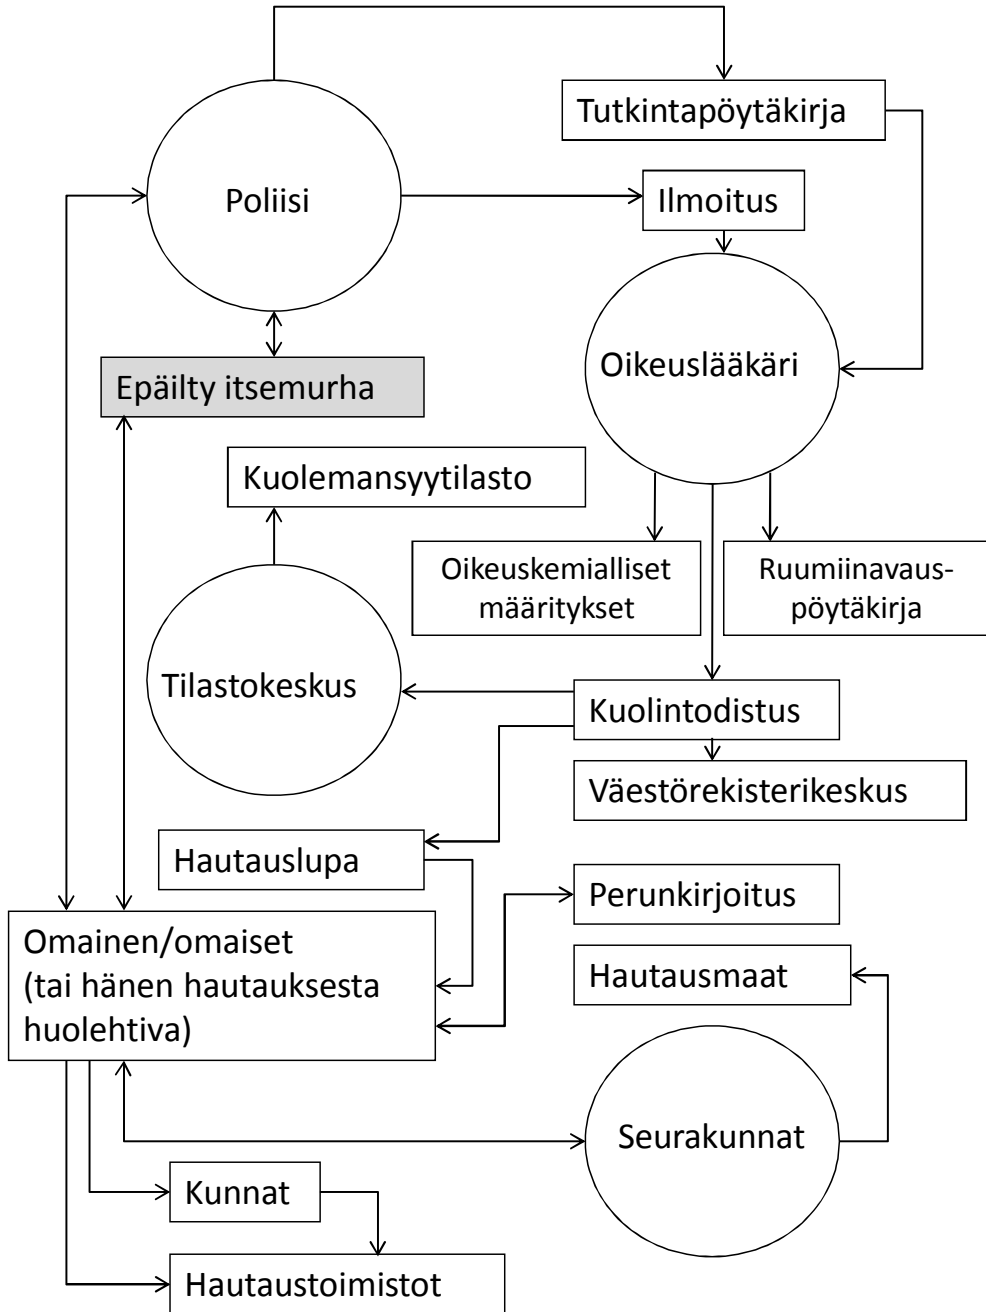 Tutkintapöytäkirja
Poliisi
Ilmoitus
Oikeuslääkäri
Epäilty itsemurha
Kuolemansyytilasto
Oikeuskemialliset
määritykset
Ruumiinavaus-
pöytäkirja
Tilastokeskus
Kuolintodistus
Väestörekisterikeskus
Hautauslupa
Perunkirjoitus
Omainen/omaiset
(tai hänen hautauksesta
huolehtiva)
Hautausmaat
Seurakunnat
Kunnat
Hautaustoimistot